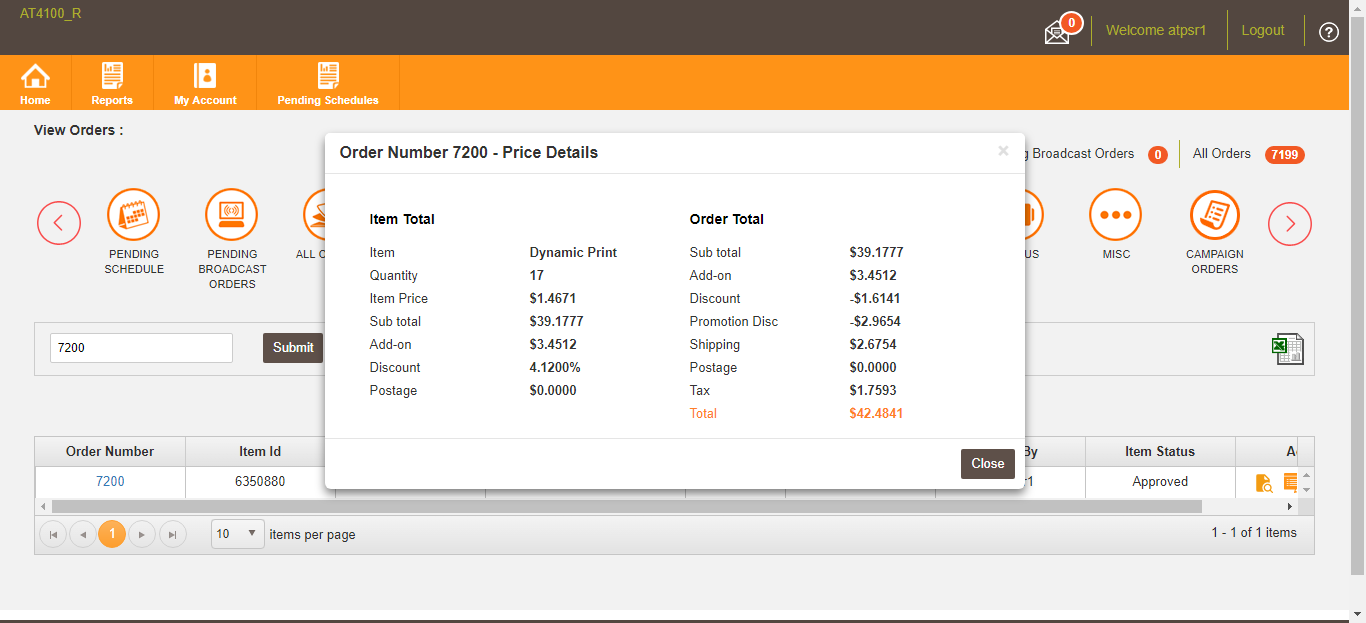 AT4100_R
0
Welcome atpsr1
Logout
?
Home
Reports
My Account
Pending Schedules
View Orders :
Order Number 7200 - Price Details
×
Broadcast Orders 0
All Orders 7199
PENDING
SCHEDULE
PENDING
BROADCAST
ORDERS
ALL
US
MISC
CAMPAIGN
ORDERS
Item Total
Item Dynamic Print
Quantity 17
Item Price $1.4671
Sub total $39.1777
Add-on $3.4512
Discount 4.1200%
Postage $0.0000
Order Total
Sub total $39.1777
Add-on $3.4512
Discount -$1.6141
Promotion Disc -$2.9654
Shipping $2.6754
Postage $0.0000
Tax $1.7593
Total $42.4841
Close
7200
Submit
Order Number Item Id By Item Status
7200 6350880 r1 Approved
1
10 items per page
1 - 1 of 1 items